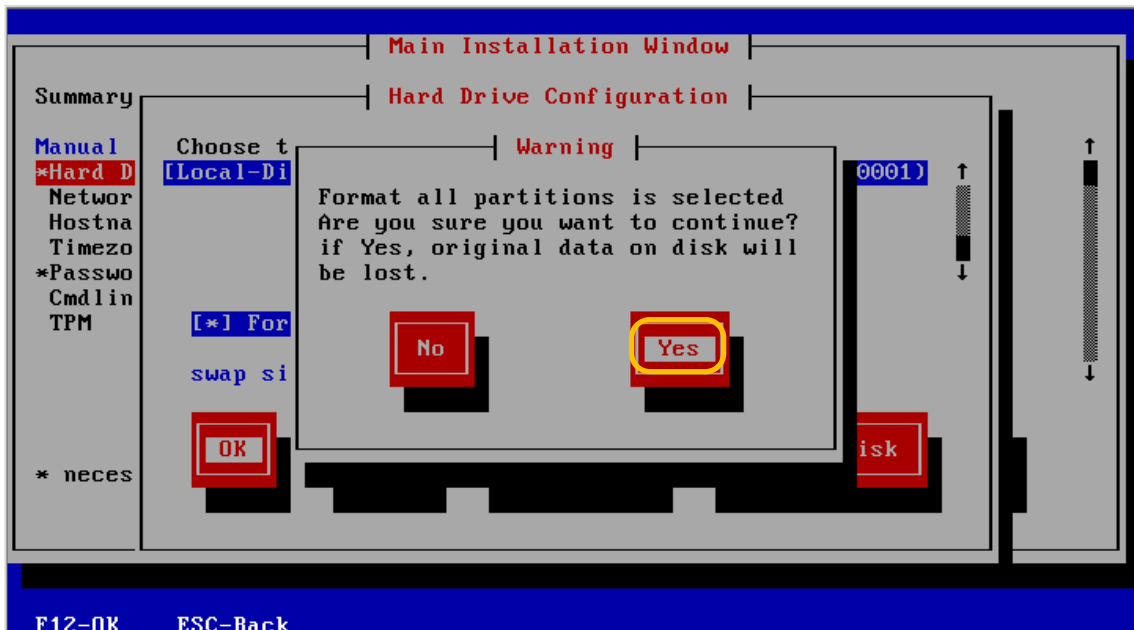 Main Installation Window
Summary
Hard Drive Configuration
Manual
Choose t
Warning
*Hard D
[Local-Di
0001)
Networ
Format all partitions is selected
Hostna
Are you sure you want to continue?
Timezo
if Yes, original data on disk will
*Passwo
be lost.
Cmdlin
TPM
[*] For
No
Yes
swap si
OK
isk
* neces
F12-OK ESC-Back